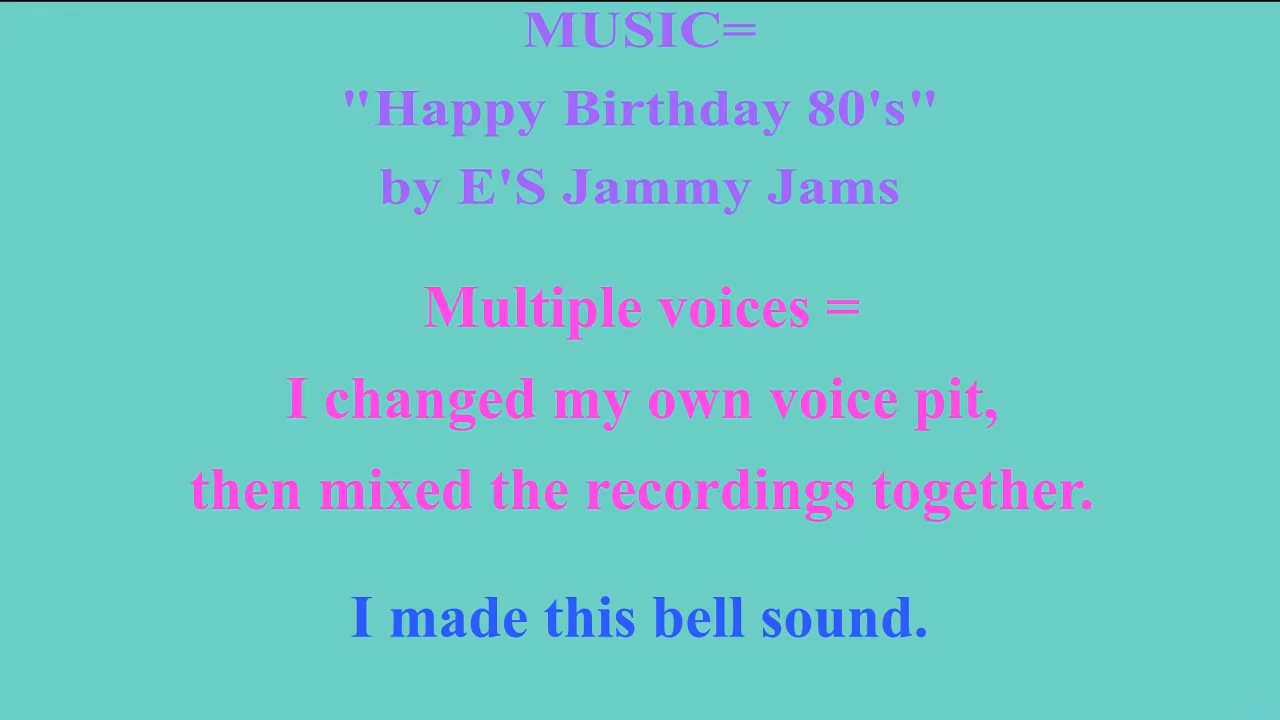 MUSIC=
"Happy Birthday 80's"
by E'S Jammy Jams
Multiple voices =
I changed my own voice pit,
then mixed the recordings together.
I made this bell sound.